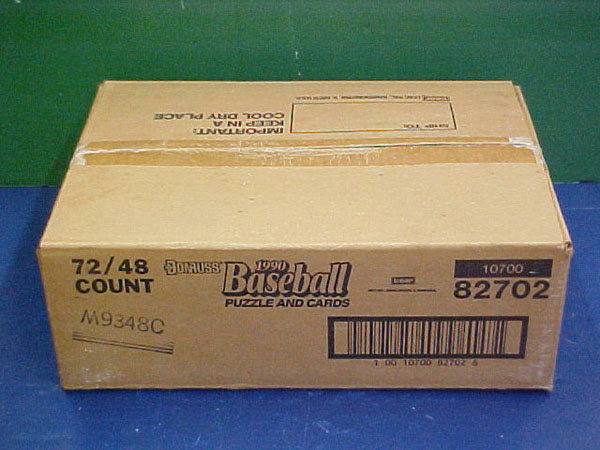 IMPORTANT:
KEEP IN A
COOL DRY PLACE
SHIP TO:
72/48
COUNT
DONRUSS
1990
Baseball
PUZZLE AND CARDS
Leaf
10700
82702
M9348C
1 00 10700 82702 6